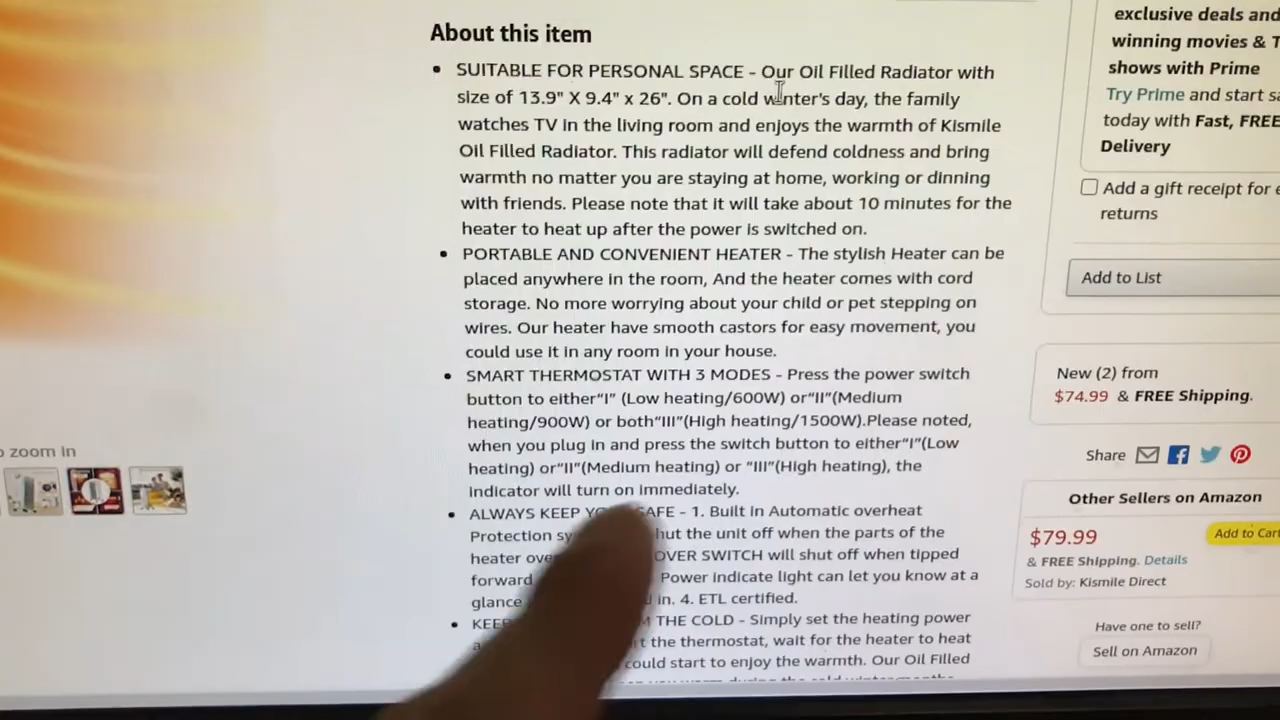 About this item
SUITABLE FOR PERSONAL SPACE - Our Oil Filled Radiator with
size of 13.9" X 9.4" x 26". On a cold winter's day, the family
watches TV in the living room and enjoys the warmth of Kismile
Oil Filled Radiator. This radiator will defend coldness and bring
warmth no matter you are staying at home, working or dinning
with friends. Please note that it will take about 10 minutes for the
heater to heat up after the power is switched on.
PORTABLE AND CONVENIENT HEATER - The stylish Heater can be
placed anywhere in the room, And the heater comes with cord
storage. No more worrying about your child or pet stepping on
wires. Our heater have smooth castors for easy movement, you
could use it in any room in your house.
SMART THERMOSTAT WITH 3 MODES - Press the power switch
button to either“I” (Low heating/600W) or“II”(Medium
heating/900W) or both“III”(High heating/1500W).Please noted,
when you plug in and press the switch button to either“I”(Low
heating) or“II”(Medium heating) or “III”(High heating), the
indicator will turn on immediately.
ALWAYS KEEP SAFE - 1. Built in Automatic overheat
Protection shut the unit off when the parts of the
heater OVER SWITCH will shut off when tipped
forward Power indicate light can let you know at a
glance in. 4. ETL certified.
THE COLD - Simply set the heating power
the thermostat, wait for the heater to heat
could start to enjoy the warmth. Our Oil Filled
zoom in
exclusive deals and
winning movies & T
shows with Prime
Try Prime and start
today with Fast, FREE
Delivery
Add a gift receipt for
returns
Add to List
New (2) from
$74.99 & FREE Shipping.
Share
Other Sellers on Amazon
$79.99
Add to Cart
& FREE Shipping. Details
Sold by: Kismile Direct
Have one to sell?
Sell on Amazon